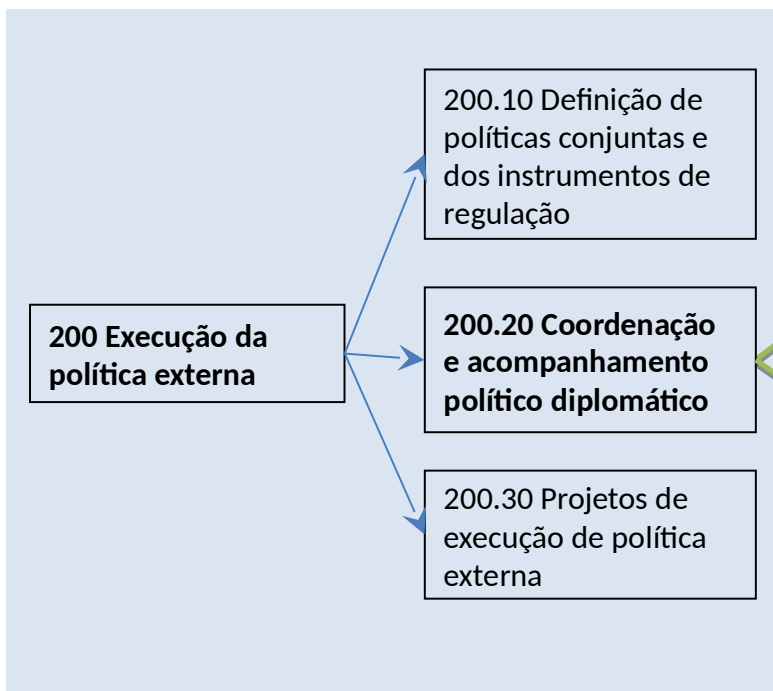 200.10 Definição de
políticas conjuntas e
dos instrumentos de
regulação
200 Execução da
política externa
200.20 Coordenação
e acompanhamento
político diplomático
200.30 Projetos de
execução de política
externa